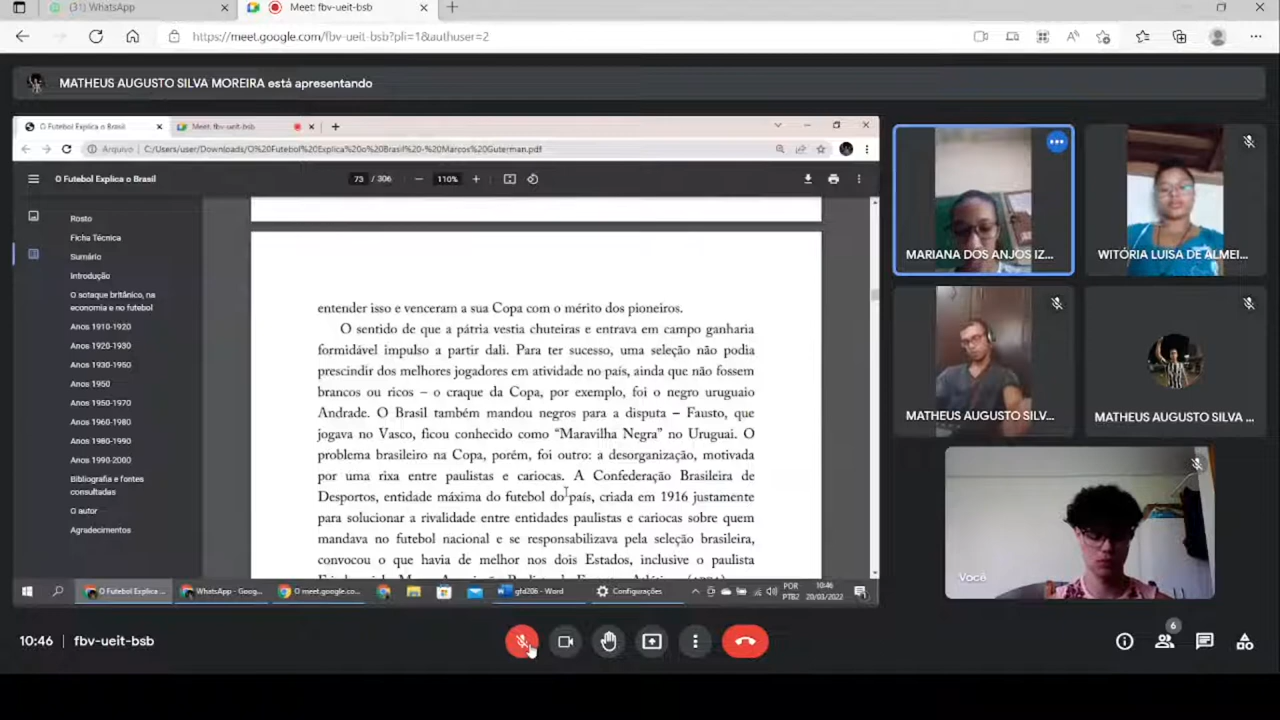 (31) WhatsApp
Meet: fbv-ueit-bsb
https://meet.google.com/fbv-ueit-bsb?pli=1&authuser=2
MATHEUS AUGUSTO SILVA MOREIRA está apresentando
O Futebol Explica o Brasil
Meet: fbv-ueit-bsb
Arquivo | C:/Users/user/Downloads/O%20Futebol%20Explica%20o%20Brasil%20-%20Marcos%20Guterman.pdf
O Futebol Explica o Brasil
73 / 306
110%
Rosto
Ficha Técnica
Sumário
Introdução
O sotaque britânico, na
economia e no futebol
Anos 1910-1920
Anos 1920-1930
Anos 1930-1950
Anos 1950
Anos 1950-1970
Anos 1960-1980
Anos 1980-1990
Anos 1990-2000
Bibliografia e fontes
consultadas
O autor
Agradecimentos
entender isso e venceram a sua Copa com o mérito dos pioneiros.
O sentido de que a pátria vestia chuteiras e entrava em campo ganharia
formidável impulso a partir dali. Para ter sucesso, uma seleção não podia
prescindir dos melhores jogadores em atividade no país, ainda que não fossem
brancos ou ricos – o craque da Copa, por exemplo, foi o negro uruguaio
Andrade. O Brasil também mandou negros para a disputa – Fausto, que
jogava no Vasco, ficou conhecido como “Maravilha Negra” no Uruguai. O
problema brasileiro na Copa, porém, foi outro: a desorganização, motivada
por uma rixa entre paulistas e cariocas. A Confederação Brasileira de
Desportos, entidade máxima do futebol do país, criada em 1916 justamente
para solucionar a rivalidade entre entidades paulistas e cariocas sobre quem
mandava no futebol nacional e se responsabilizava pela seleção brasileira,
convocou o que havia de melhor nos dois Estados, inclusive o paulista
MARIANA DOS ANJOS IZ...
WITÓRIA LUISA DE ALMEI...
MATHEUS AUGUSTO SILV...
MATHEUS AUGUSTO SILVA ...
Você
O Futebol Explica ...
WhatsApp - Goog...
O meet.google.co...
gfd206 - Word
Configurações
POR
PTB2
10:46
20/03/2022
10:46 | fbv-ueit-bsb
6